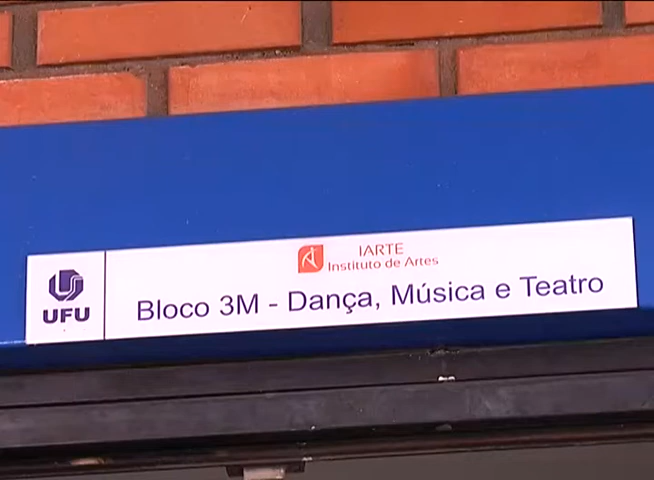 IARTE
Instituto de Artes
UFU
Bloco 3M - Dança, Música e Teatro